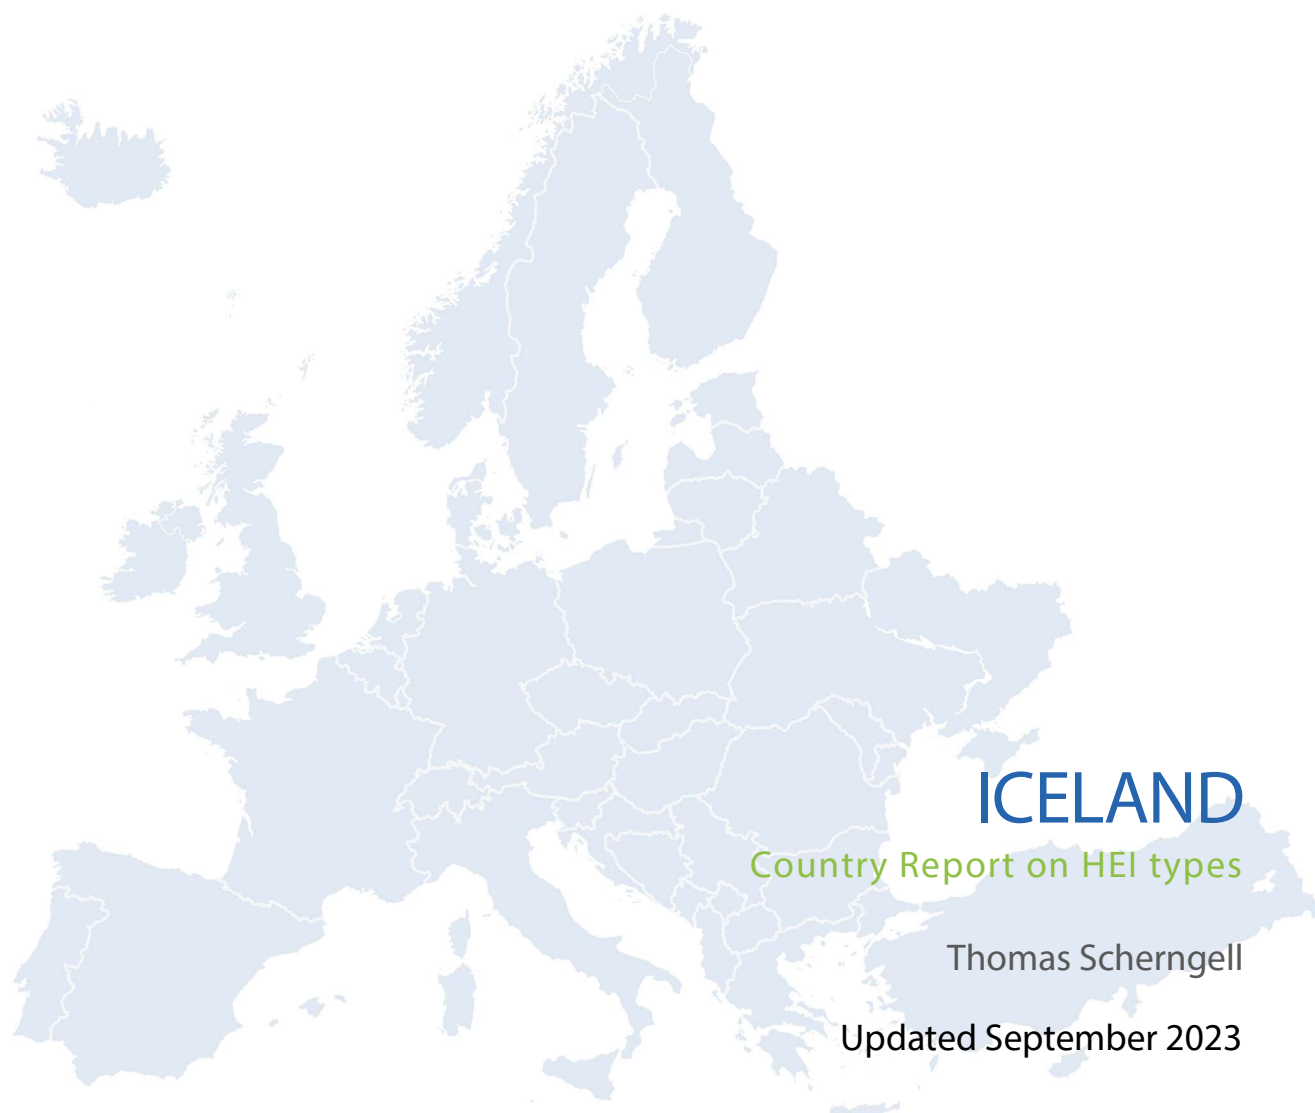 ICELAND
Country Report on HEI types
Thomas Scherngell
Updated September 2023